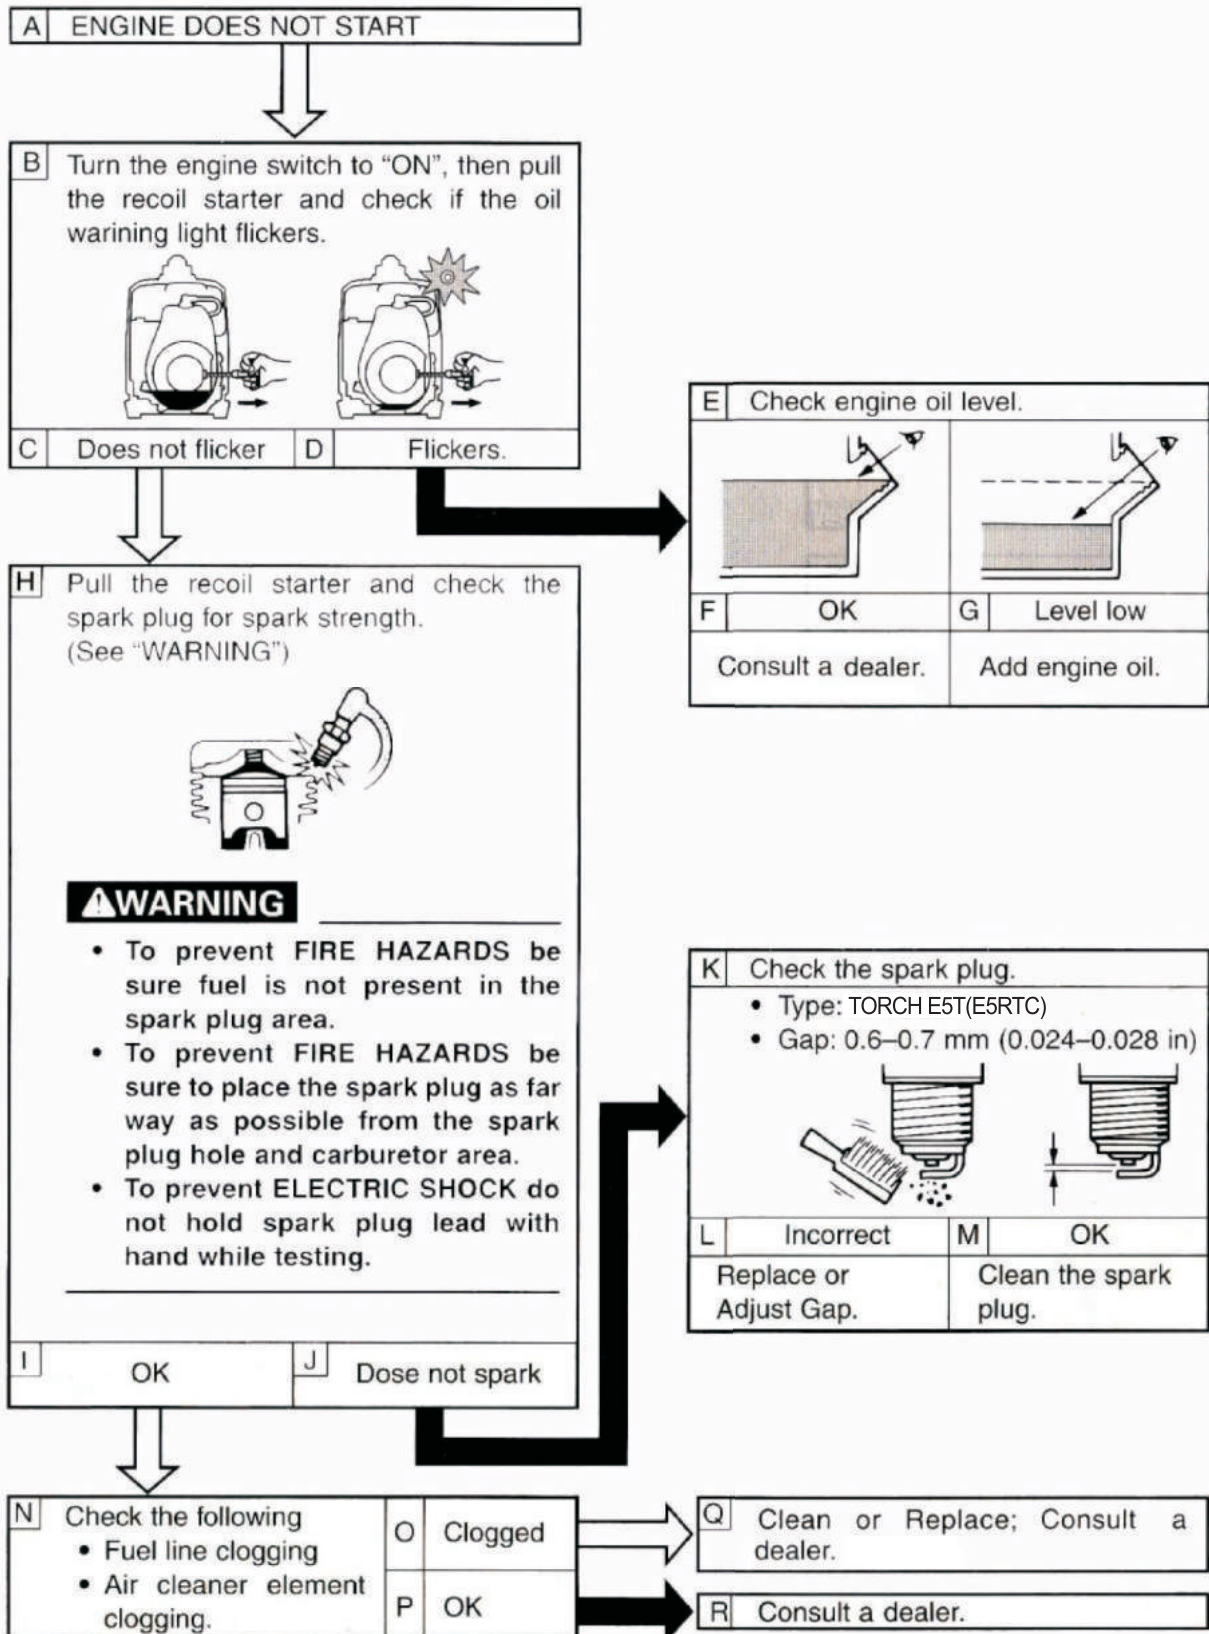 A ENGINE DOES NOT START
B Turn the engine switch to “ON”, then pull
the recoil starter and check if the oil
warining light flickers.
C Does not flicker D Flickers.
E Check engine oil level.
F OK G Level low
Consult a dealer. Add engine oil.
H Pull the recoil starter and check the
spark plug for spark strength.
(See “WARNING”)
WARNING
• To prevent FIRE HAZARDS be
sure fuel is not present in the
spark plug area.
• To prevent FIRE HAZARDS be
sure to place the spark plug as far
way as possible from the spark
plug hole and carburetor area.
• To prevent ELECTRIC SHOCK do
not hold spark plug lead with
hand while testing.
I OK J Dose not spark
K Check the spark plug.
• Type: TORCH E5T(E5RTC)
• Gap: 0.6–0.7 mm (0.024–0.028 in)
L Incorrect M OK
Replace or
Adjust Gap.
Clean the spark
plug.
N Check the following
• Fuel line clogging
• Air cleaner element
clogging.
O Clogged
P OK
Q Clean or Replace; Consult a
dealer.
R Consult a dealer.